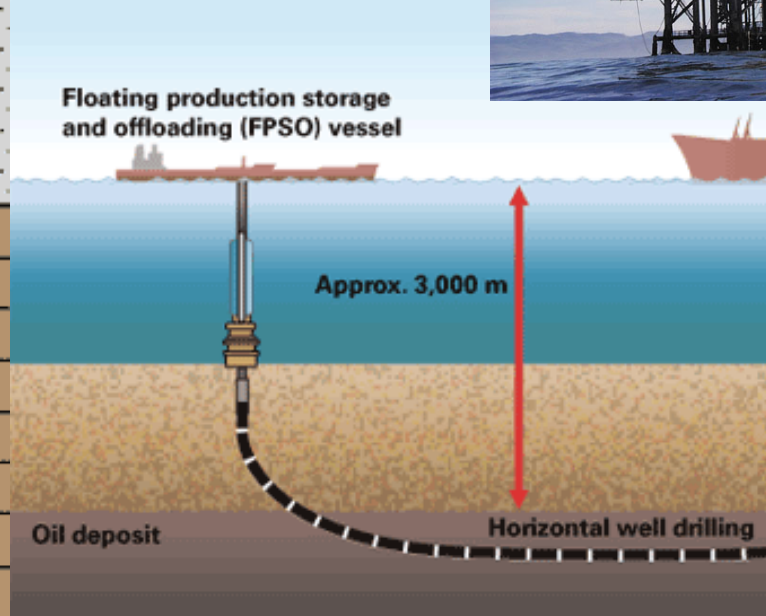 Floating production storage
and offloading (FPSO) vessel
Approx. 3,000 m
Oil deposit
Horizontal well drilling